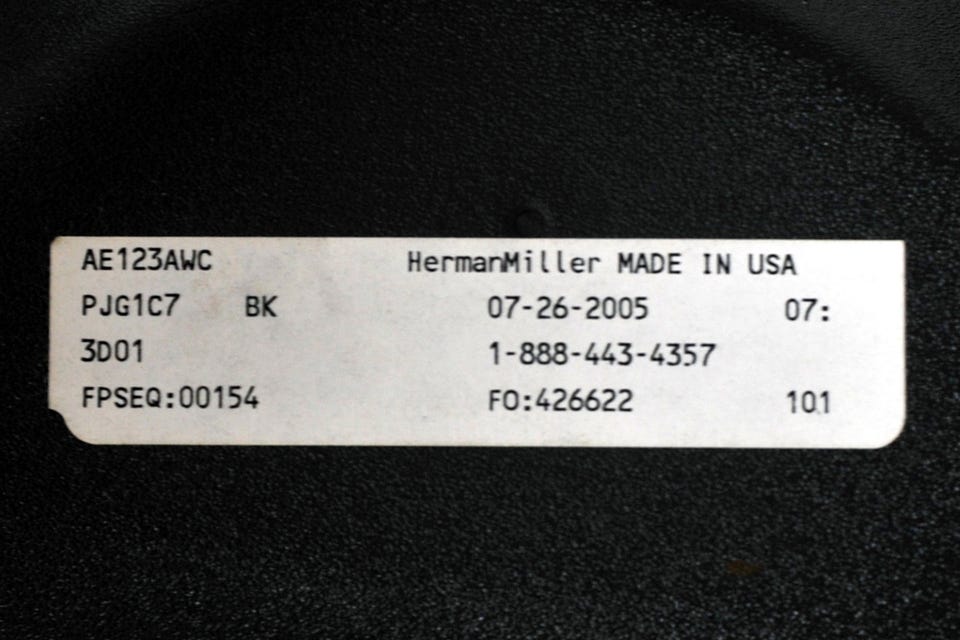 AE123AWC HermanMiller MADE IN USA
PJG1C7 BK 07-26-2005 07:
3D01 1-888-443-4357
FPSEQ:00154 FO:426622 101